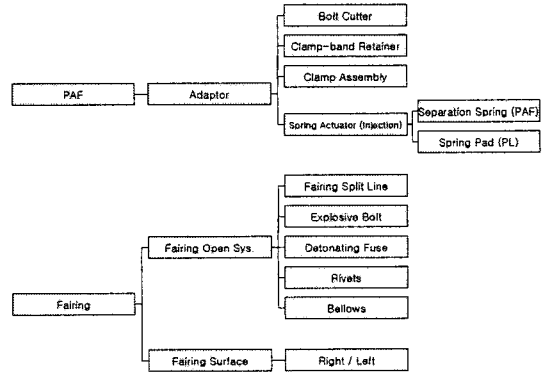 Bolt Cutter
Clamp-band Retainer
Clamp Assembly
PAF
Adaptor
Spring Actuator (Injection)
Separation Spring (PAF)
Spring Pad (PL)
Fairing Split Line
Explosive Bolt
Fairing Open Sys.
Detonating Fuse
Rivets
Fairing
Bellows
Fairing Surface
Right / Left